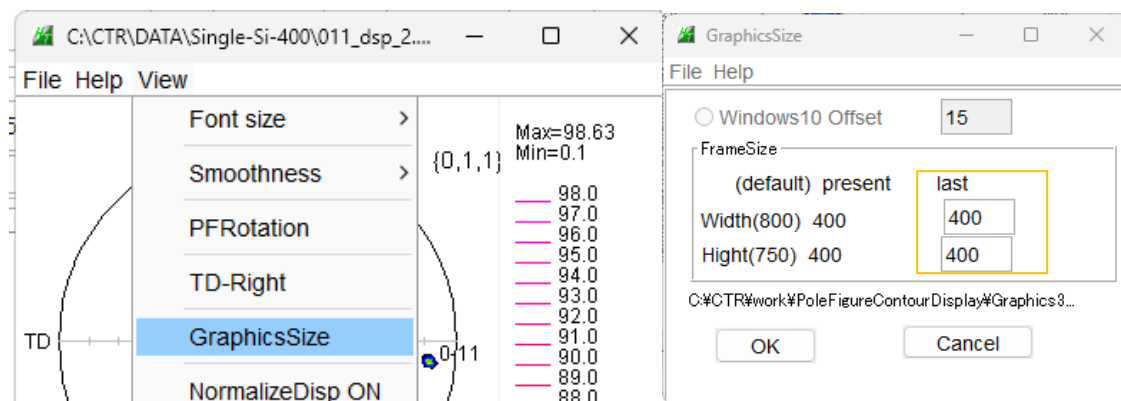 C:\CTR\DATA\Single-Si-400\011_dsp_2....
File Help View
Font size
Smoothness
PFRotation
TD-Right
GraphicsSize
NormalizeDisp ON
TD
{0,1,1}
0-11
Max=98.63
Min=0.1
98.0
97.0
96.0
95.0
94.0
93.0
92.0
91.0
90.0
89.0
88.0
GraphicsSize
File Help
Windows10 Offset 15
FrameSize
(default) present last
Width(800) 400 400
Hight(750) 400 400
C:¥CTR¥work¥PoleFigureContourDisplay¥Graphics3...
OK Cancel